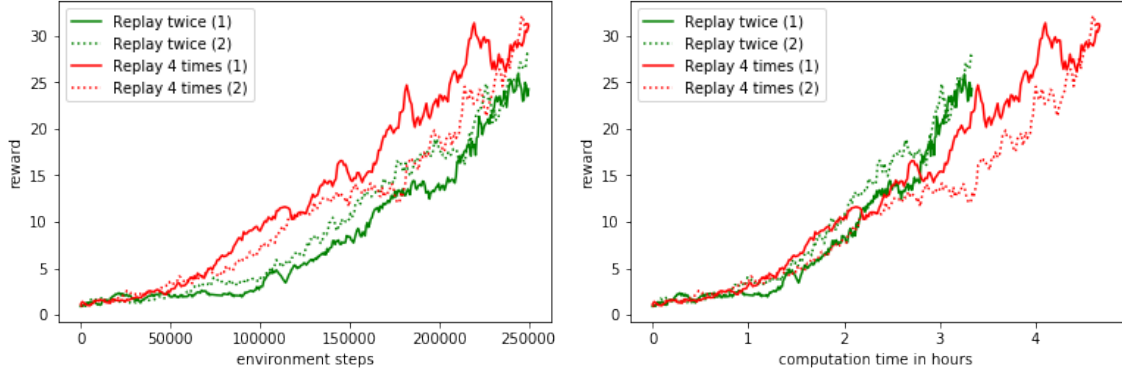 Replay twice (1)
Replay twice (2)
Replay 4 times (1)
Replay 4 times (2)
30
25
20
15
10
5
0
reward
0
50000
100000
150000
200000
250000
environment steps
Replay twice (1)
Replay twice (2)
Replay 4 times (1)
Replay 4 times (2)
30
25
20
15
10
5
0
reward
0
1
2
3
4
computation time in hours